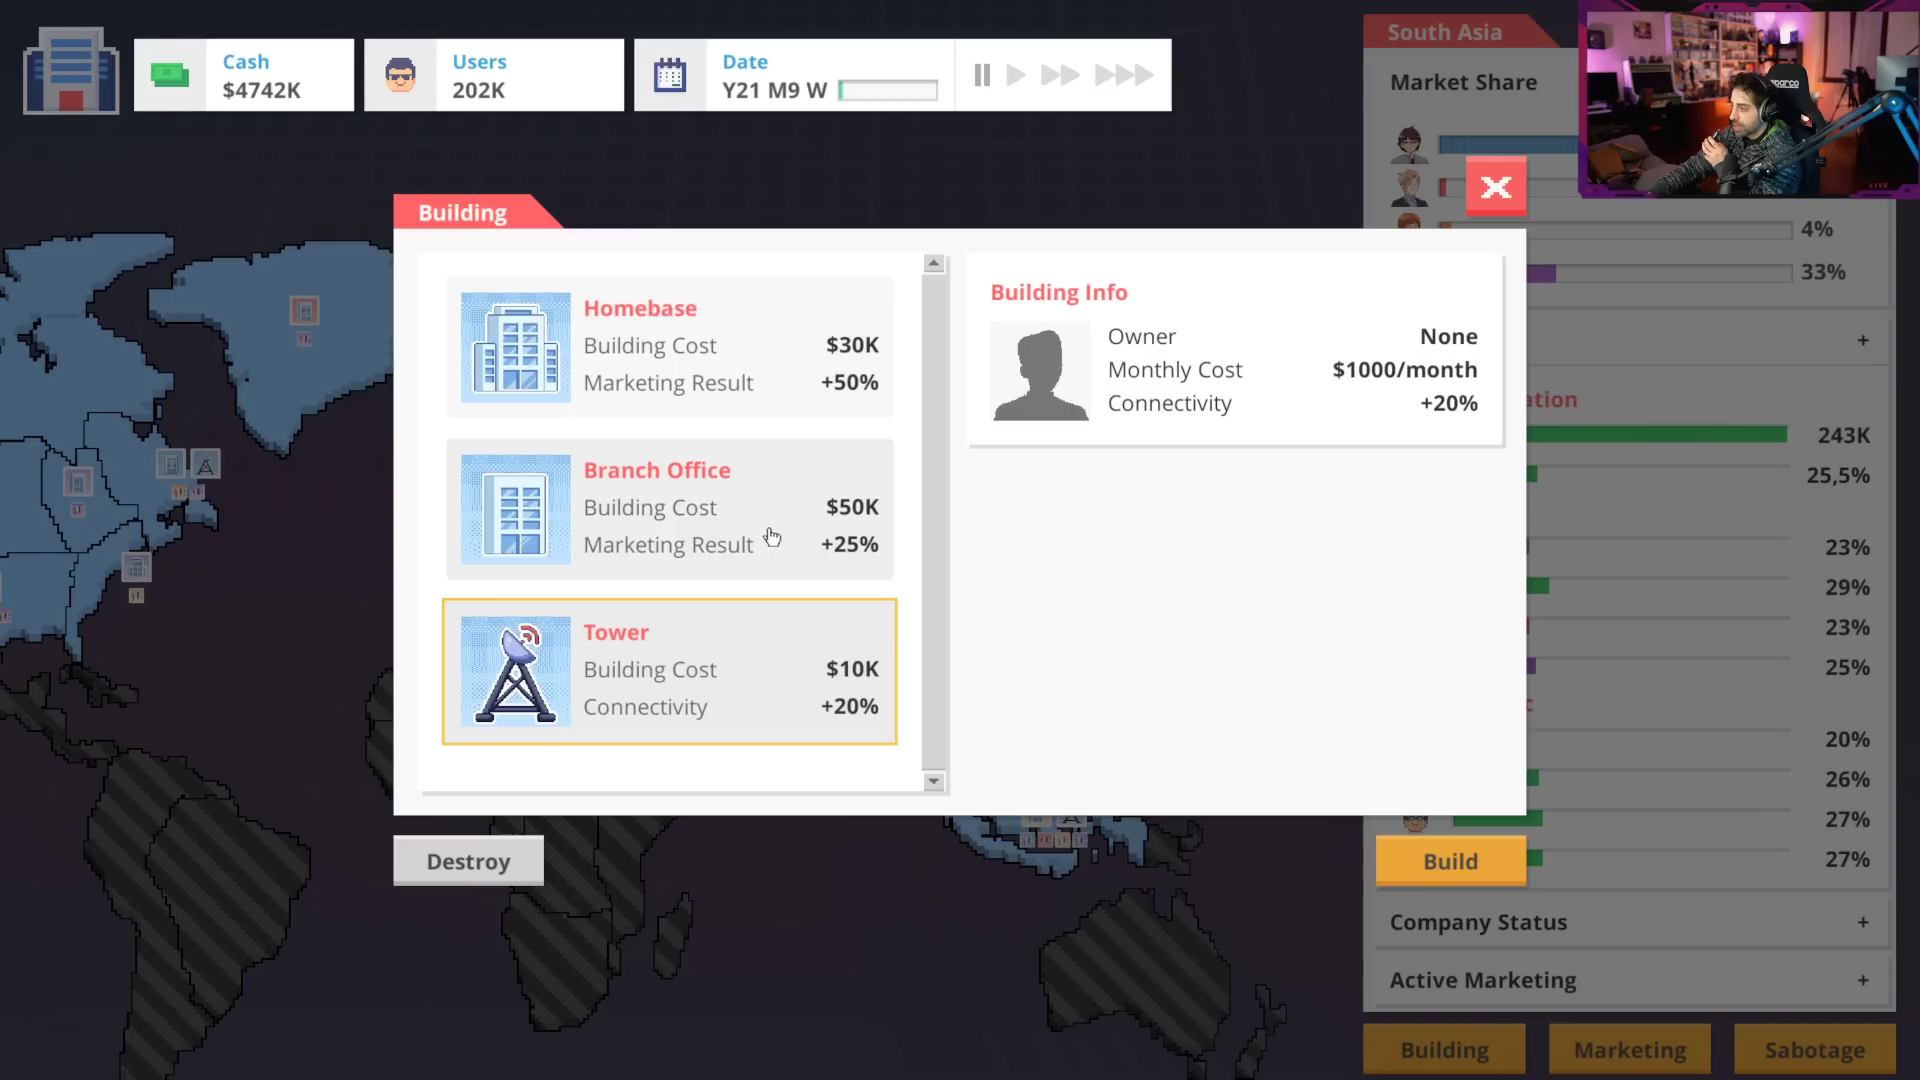 Cash
$4742K
Users
202K
Date
Y21 M9 W
South Asia
Market Share
sparco
LIVE
4%
33%
Building
Homebase
Building Cost $30K
Marketing Result +50%
Branch Office
Building Cost $50K
Marketing Result +25%
Tower
Building Cost $10K
Connectivity +20%
Building Info
Owner None
Monthly Cost $1000/month
Connectivity +20%
Destroy
Build
+
ation
243K
25,5%
23%
29%
23%
25%
20%
26%
27%
27%
Company Status +
Active Marketing +
Building
Marketing
Sabotage